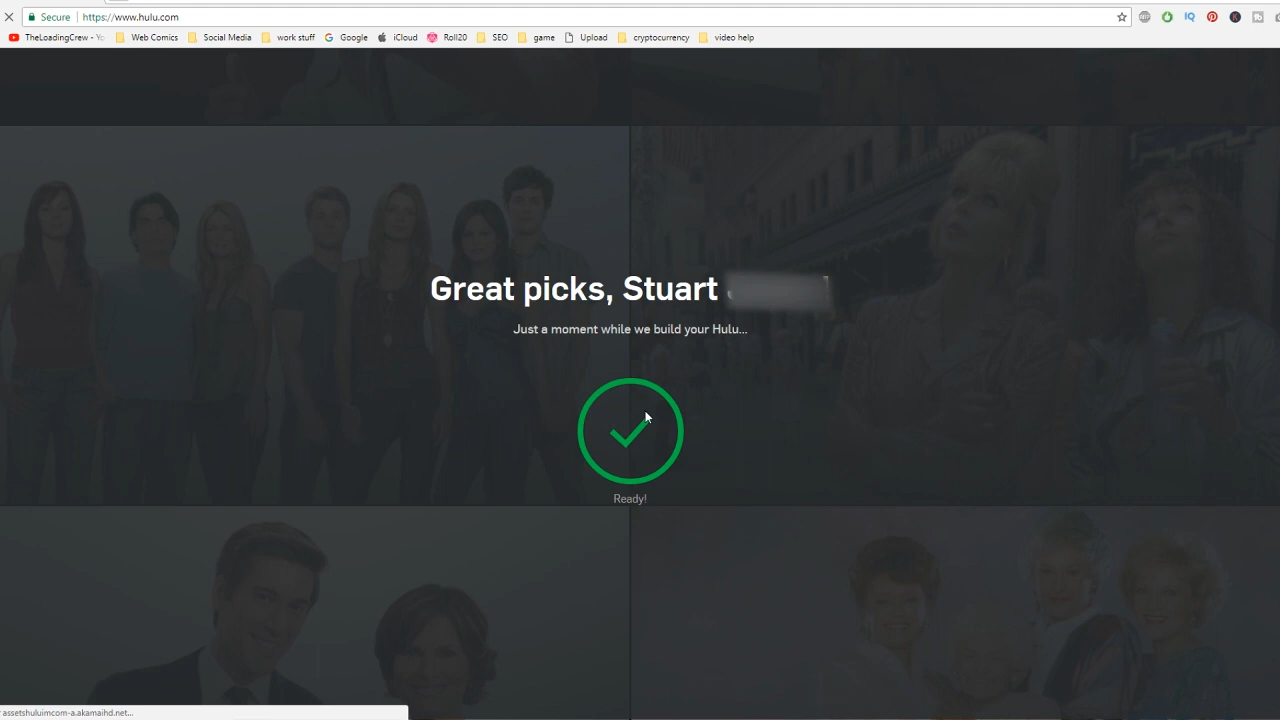 Secure https://www.hulu.com
TheLoadingCrew - Yo Web Comics Social Media work stuff Google iCloud Roll20 SEO game Upload cryptocurrency video help
Great picks, Stuart
Just a moment while we build your Hulu...
Ready!
assetshuluimcom-a.akamaihd.net...